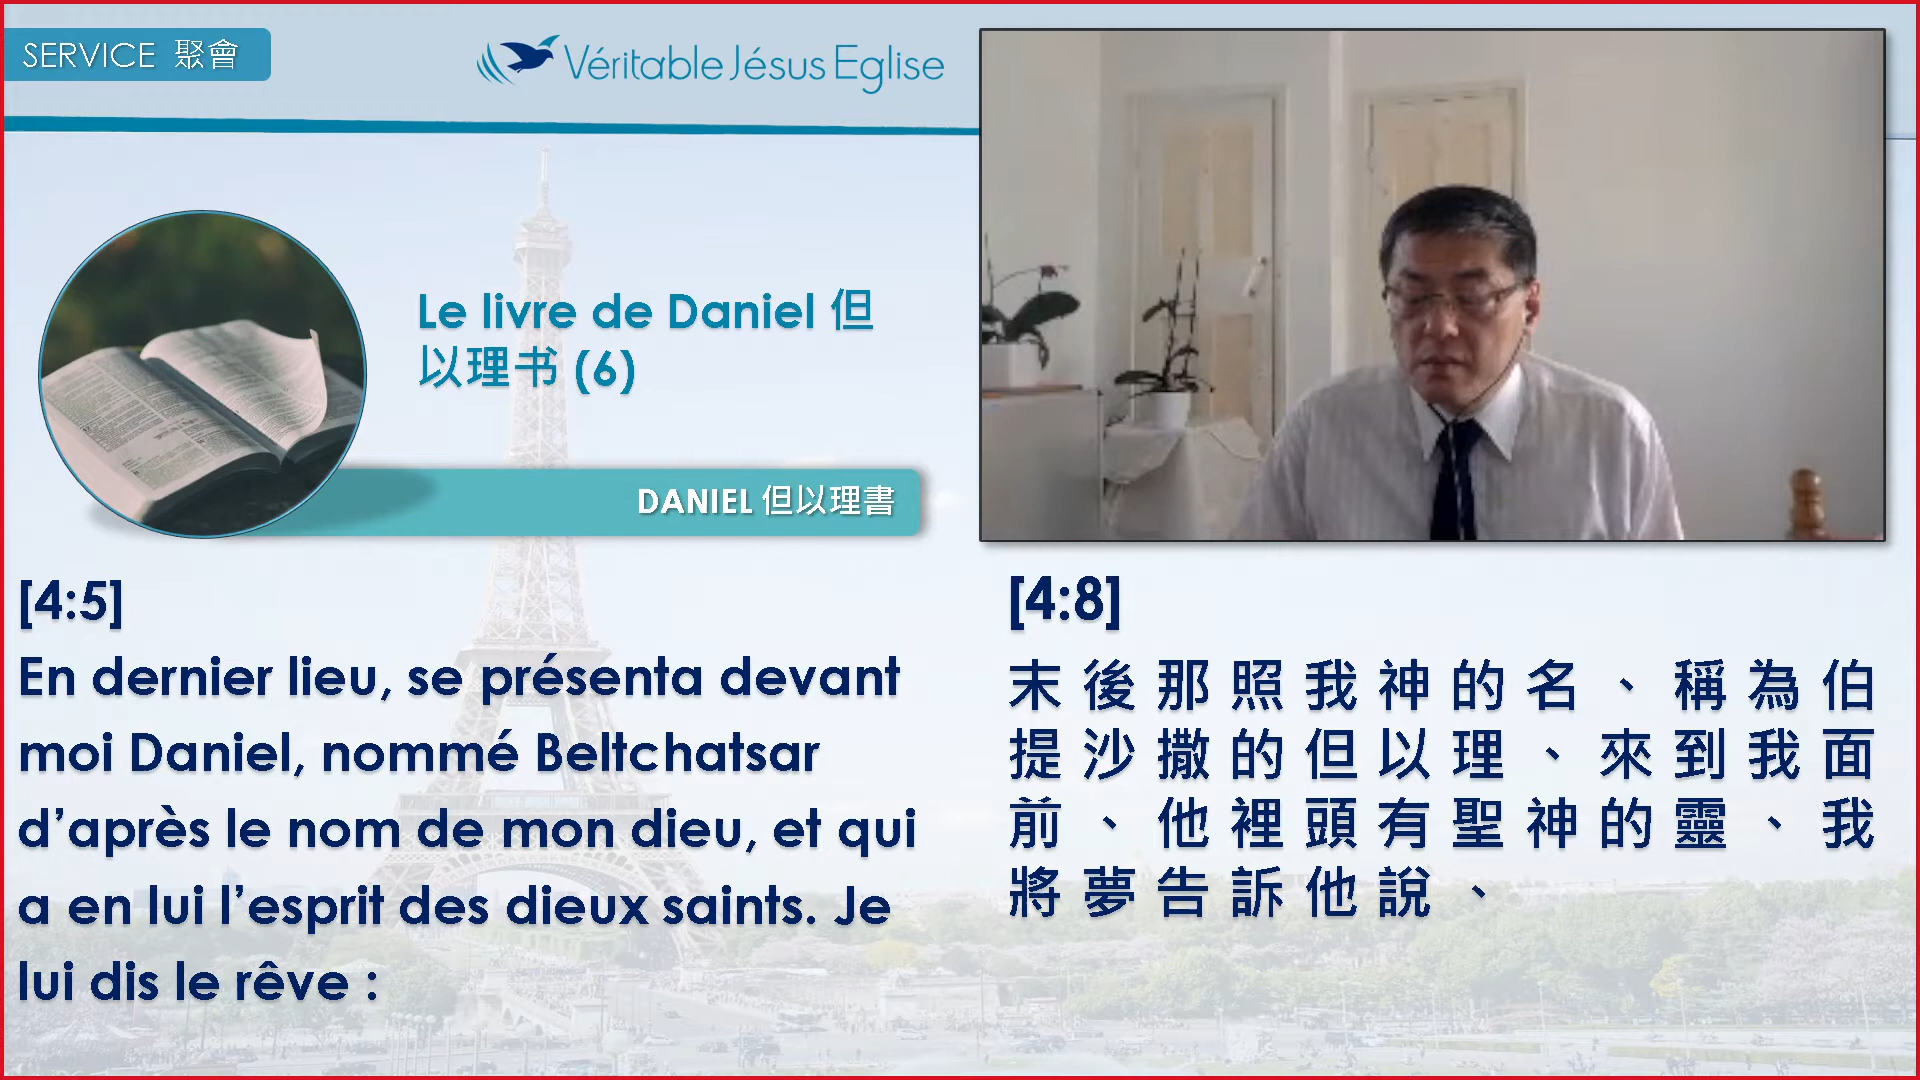 SERVICE 聚會
Véritable Jésus Eglise
Le livre de Daniel 但
以理书 (6)
DANIEL 但以理書
[4:5]
En dernier lieu, se présenta devant
moi Daniel, nommé Beltchatsar
d’après le nom de mon dieu, et qui
a en lui l’esprit des dieux saints. Je
lui dis le rêve :
[4:8]
末後那照我神的名、稱為伯
提沙撒的但以理、來到我面
前、他裡頭有聖神的靈、我
將夢告訴他說、